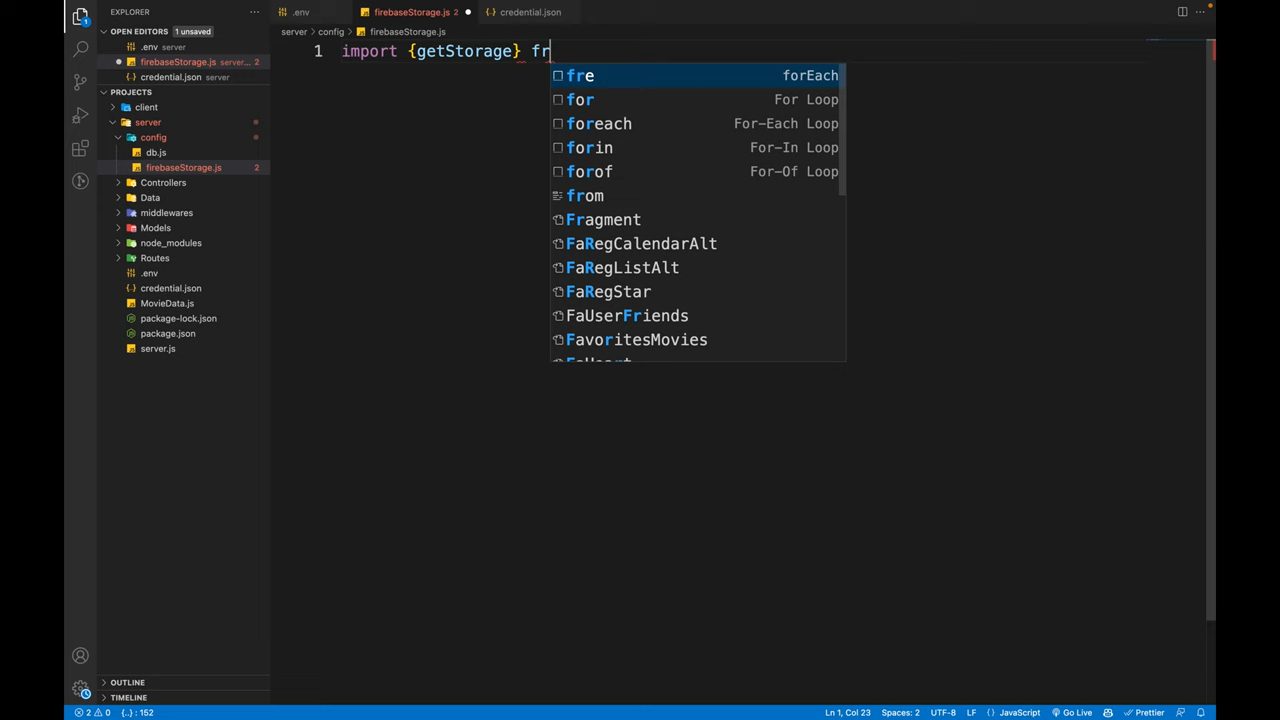 EXPLORER
OPEN EDITORS 1 unsaved
.env server
firebaseStorage.js server... 2
credential.json server
PROJECTS
client
server
config
db.js
firebaseStorage.js 2
Controllers
Data
middlewares
Models
node_modules
Routes
.env
credential.json
MovieData.js
package-lock.json
package.json
server.js
OUTLINE
TIMELINE
.env firebaseStorage.js 2 credential.json
server > config > firebaseStorage.js
1 import {getStorage} fr
fre forEach
for For Loop
foreach For-Each Loop
forin For-In Loop
forof For-Of Loop
from
Fragment
FaRegCalendarAlt
FaRegListAlt
FaRegStar
FaUserFriends
FavoritesMovies
FaHeart
1
2 0 {..} : 152 Ln 1, Col 23 Spaces: 2 UTF-8 LF {} JavaScript Go Live Prettier